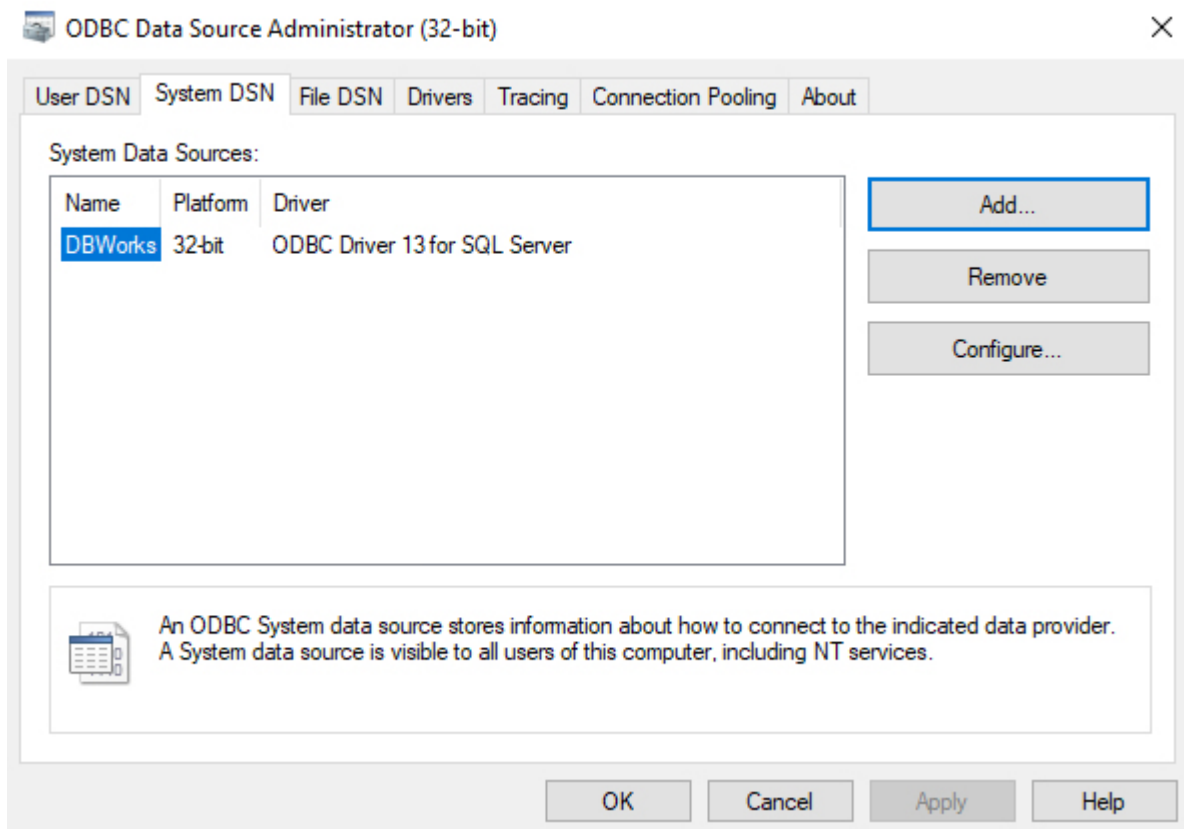 ODBC Data Source Administrator (32-bit)
User DSN System DSN File DSN Drivers Tracing Connection Pooling About
System Data Sources:
Name Platform Driver
DBWorks 32-bit ODBC Driver 13 for SQL Server
Add...
Remove
Configure...
An ODBC System data source stores information about how to connect to the indicated data provider.
A System data source is visible to all users of this computer, including NT services.
OK Cancel Apply Help